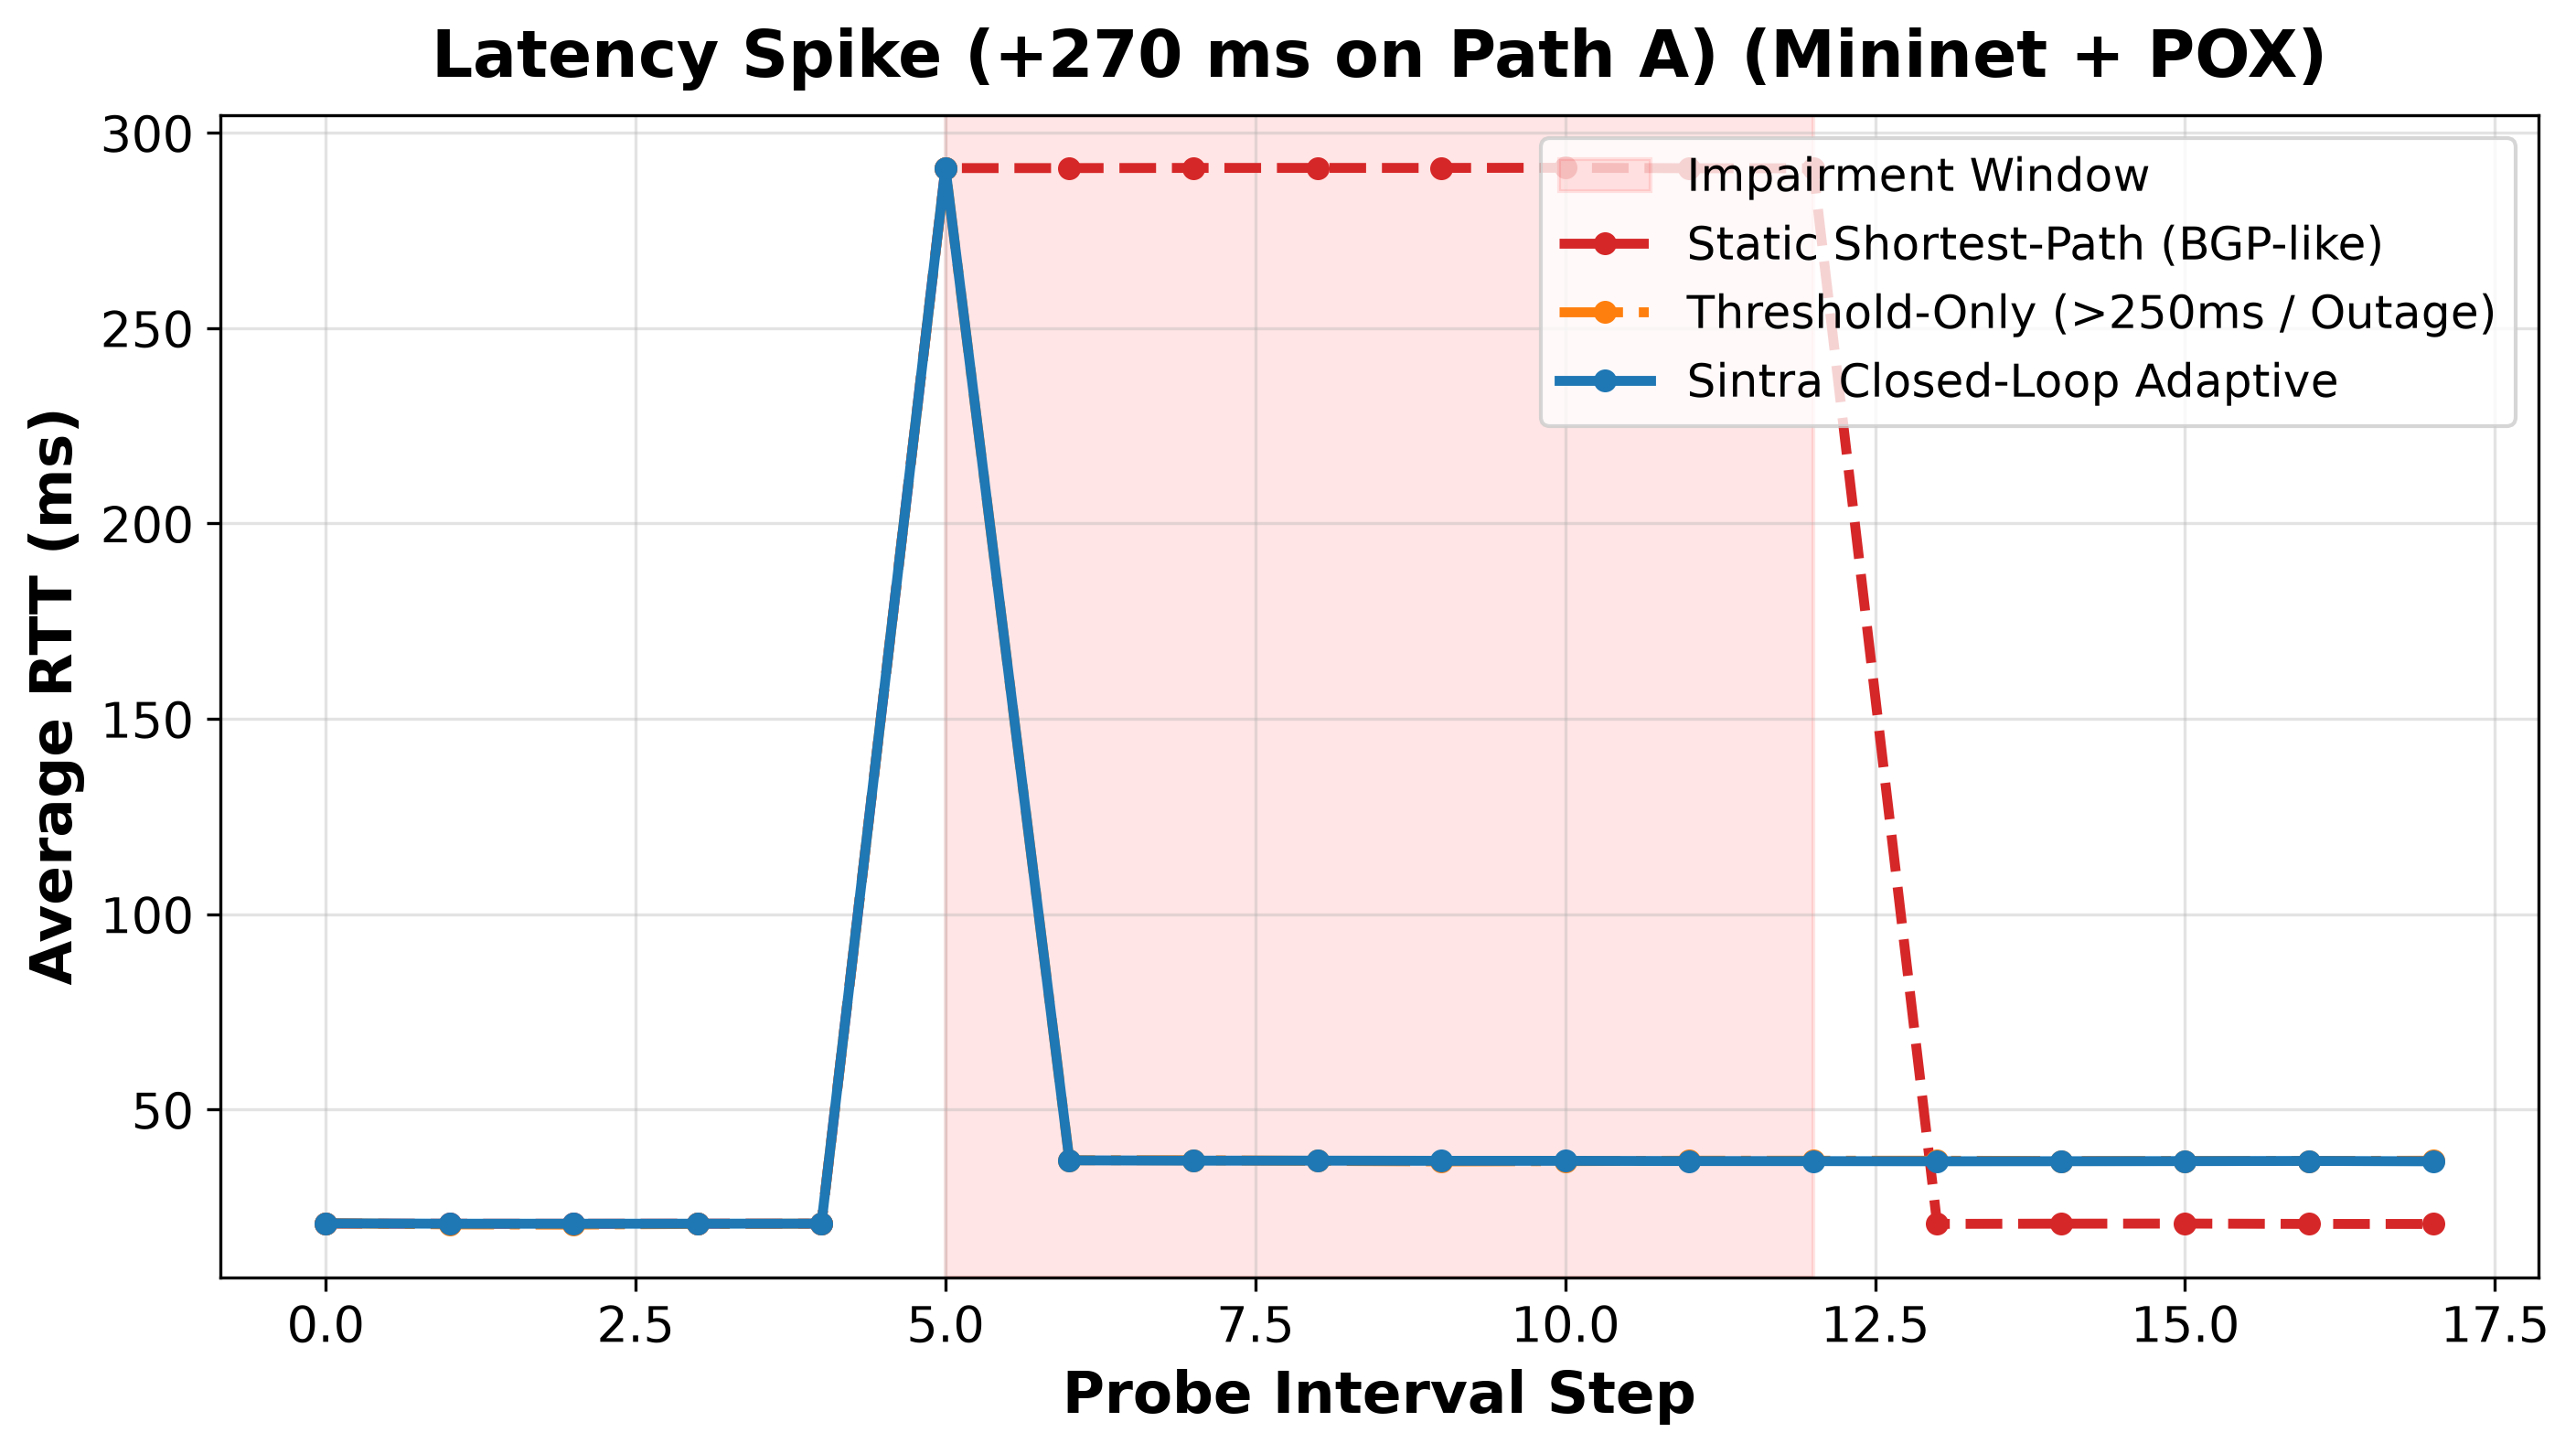 Latency Spike (+270 ms on Path A) (Mininet + POX)
300
250
200
150
100
50
Average RTT (ms)
Impairment Window
Static Shortest-Path (BGP-like)
Threshold-Only (>250ms / Outage)
Sintra Closed-Loop Adaptive
0.0 2.5 5.0 7.5 10.0 12.5 15.0 17.5
Probe Interval Step